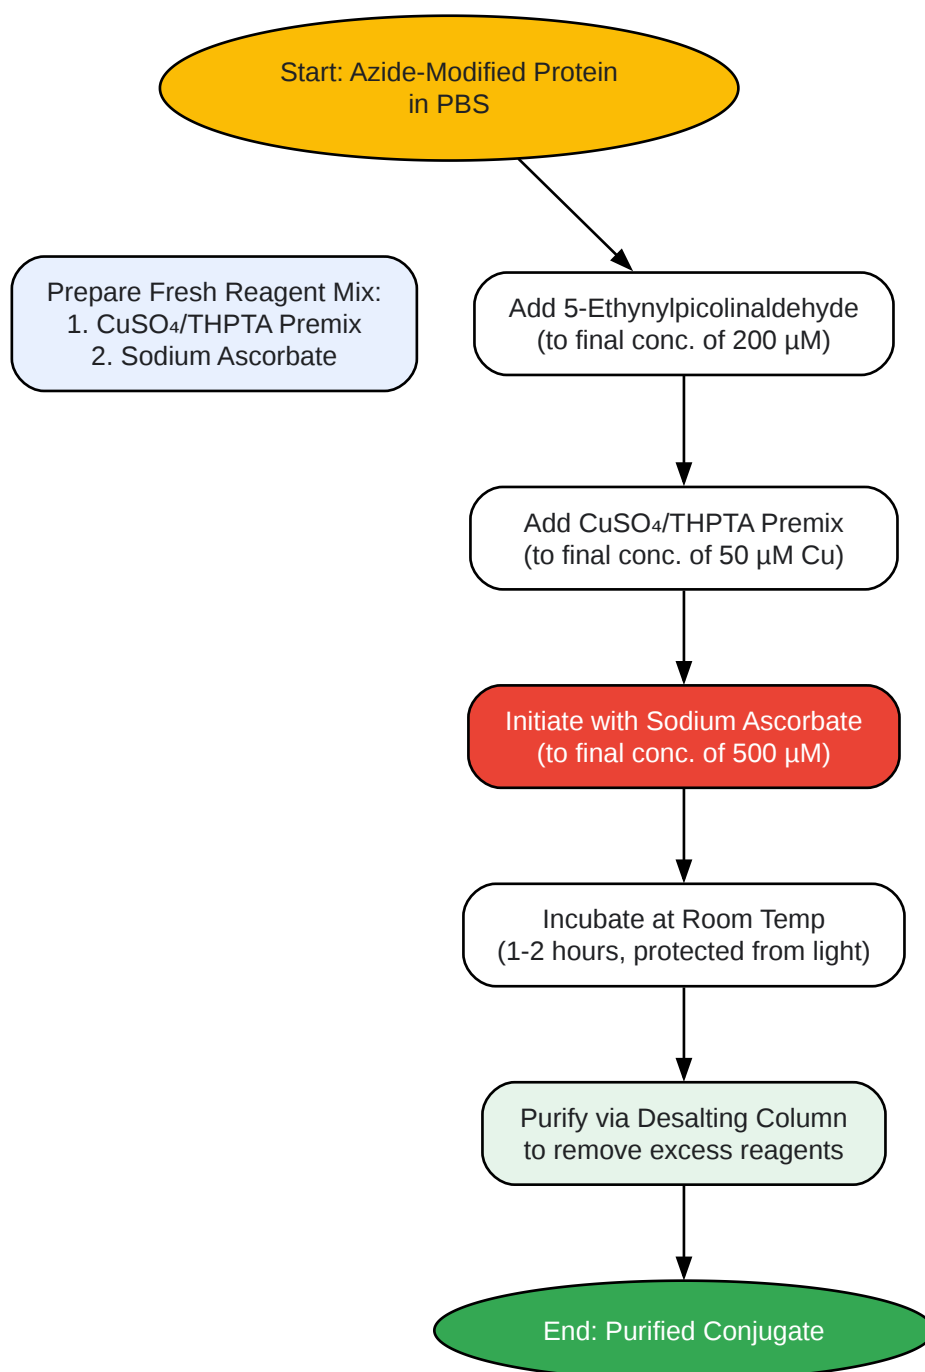 Start: Azide-Modified Protein
in PBS
Prepare Fresh Reagent Mix:
1. CuSO₄/THPTA Premix
2. Sodium Ascorbate
Add 5-Ethynylpicolinaldehyde
(to final conc. of 200 µM)
Add CuSO₄/THPTA Premix
(to final conc. of 50 µM Cu)
Initiate with Sodium Ascorbate
(to final conc. of 500 µM)
Incubate at Room Temp
(1-2 hours, protected from light)
Purify via Desalting Column
to remove excess reagents
End: Purified Conjugate